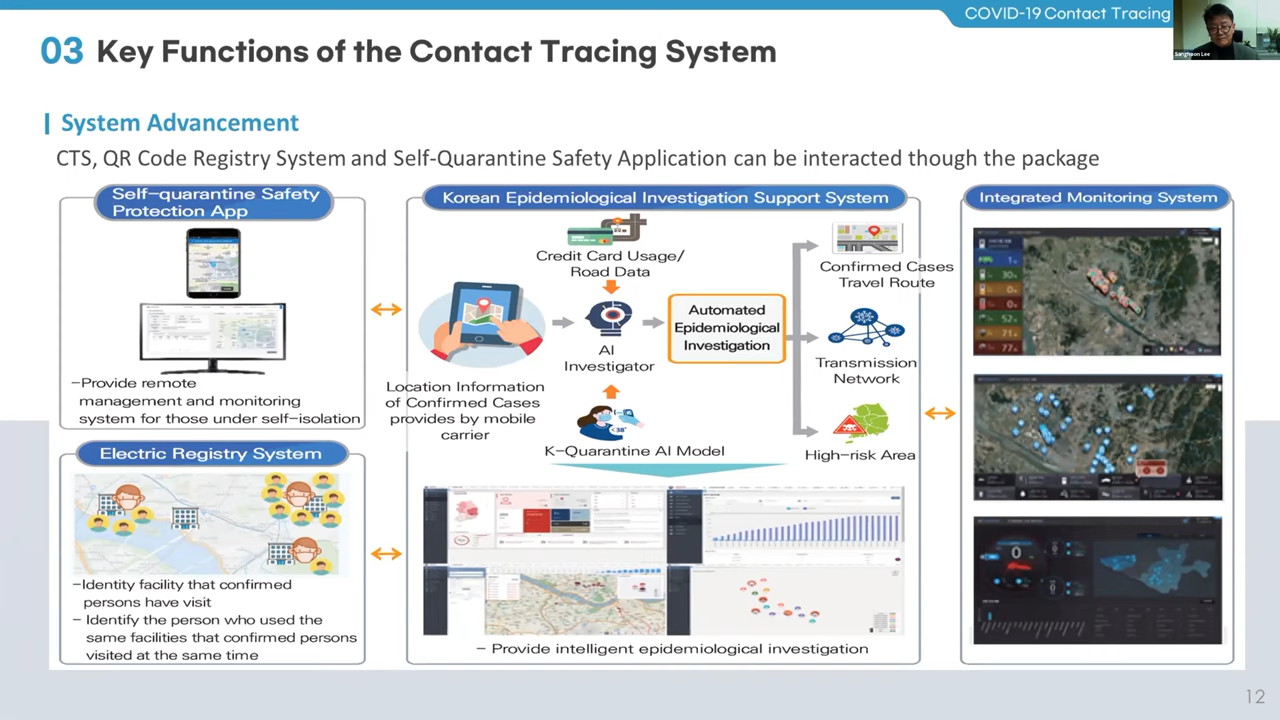 COVID-19 Contact Tracing
Sanghoon Lee
03 Key Functions of the Contact Tracing System
System Advancement
CTS, QR Code Registry System and Self-Quarantine Safety Application can be interacted though the package
Self-quarantine Safety
Protection App
-Provide remote
management and monitoring
system for those under self-isolation
Electric Registry System
-Identity facility that confirmed
persons have visit
- Identify the person who used the
same facilities that confirmed persons
visited at the same time
Korean Epidemiological Investigation Support System
Credit Card Usage/
Road Data
Location Information
of Confirmed Cases
provides by mobile
carrier
AI
Investigator
<38°
K-Quarantine AI Model
Automated
Epidemiological
Investigation
Confirmed Cases
Travel Route
Transmission
Network
High-risk Area
- Provide intelligent epidemiological investigation
Integrated Monitoring System
12